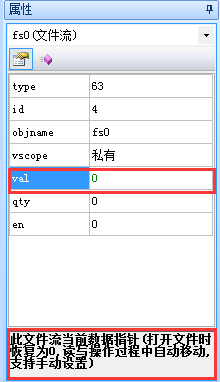 属性
fs0(文件流)
type 63
id 4
objname fs0
vscope 私有
val 0
qty 0
en 0
此文件流当前数据指针(打开文件时
恢复为0,读写操作过程中自动移动,
支持手动设置)